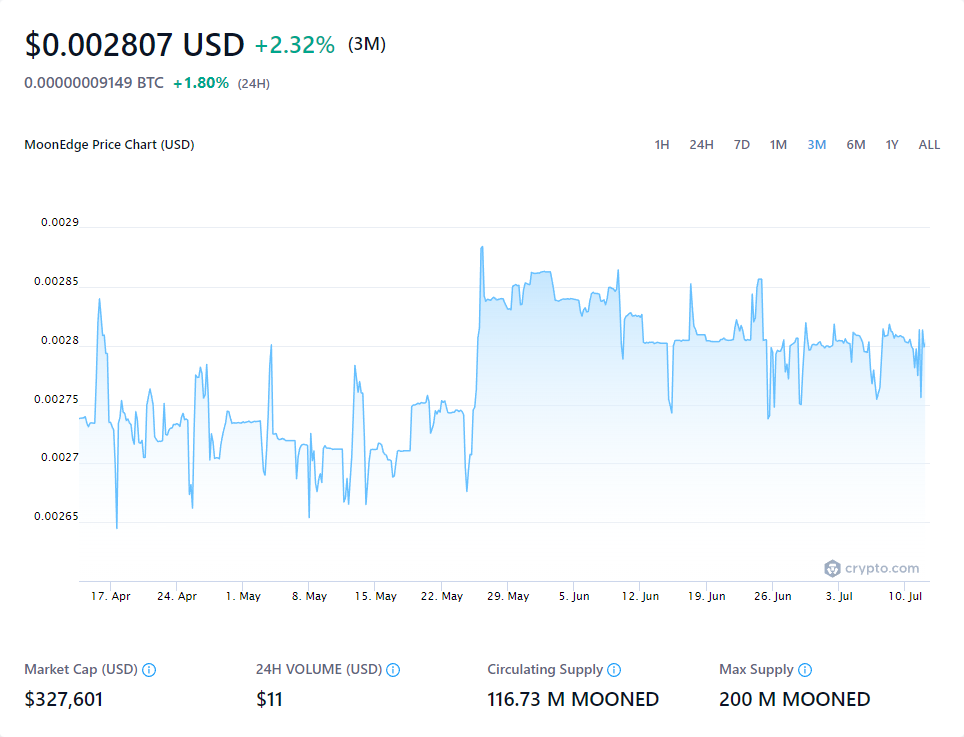 $0.002807 USD +2.32% (3M)
0.00000009149 BTC +1.80% (24H)
MoonEdge Price Chart (USD) 1H 24H 7D 1M 3M 6M 1Y ALL
0.0029
0.00285
0.0028
0.00275
0.0027
0.00265
crypto.com
17. Apr 24. Apr 1. May 8. May 15. May 22. May 29. May 5. Jun 12. Jun 19. Jun 26. Jun 3. Jul 10. Jul
Market Cap (USD) 24H VOLUME (USD) Circulating Supply Max Supply
$327,601 $11 116.73 M MOONED 200 M MOONED